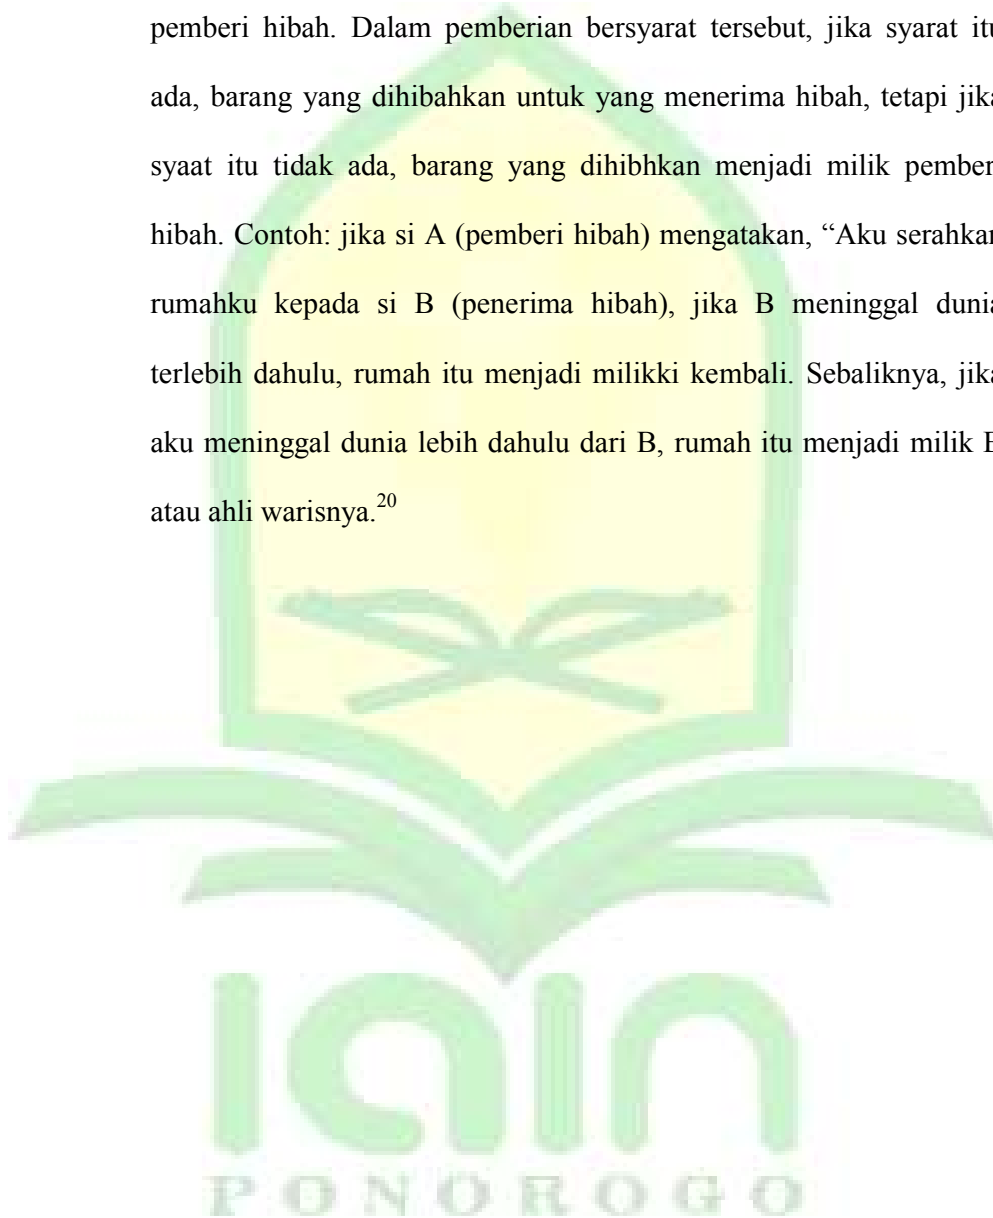 pemberi hibah. Dalam pemberian bersyarat tersebut, jika syarat itu
ada, barang yang dihibahkan untuk yang menerima hibah, tetapi jika
syaat itu tidak ada, barang yang dihibhkan menjadi milik pember
hibah. Contoh: jika si A (pemberi hibah) mengatakan, “Aku serahkan
rumahku kepada si B (penerima hibah), jika B meninggal dunia
terlebih dahulu, rumah itu menjadi milikki kembali. Sebaliknya, jika
aku meninggal dunia lebih dahulu dari B, rumah itu menjadi milik B
atau ahli warisnya.20
iain
PONOROGO